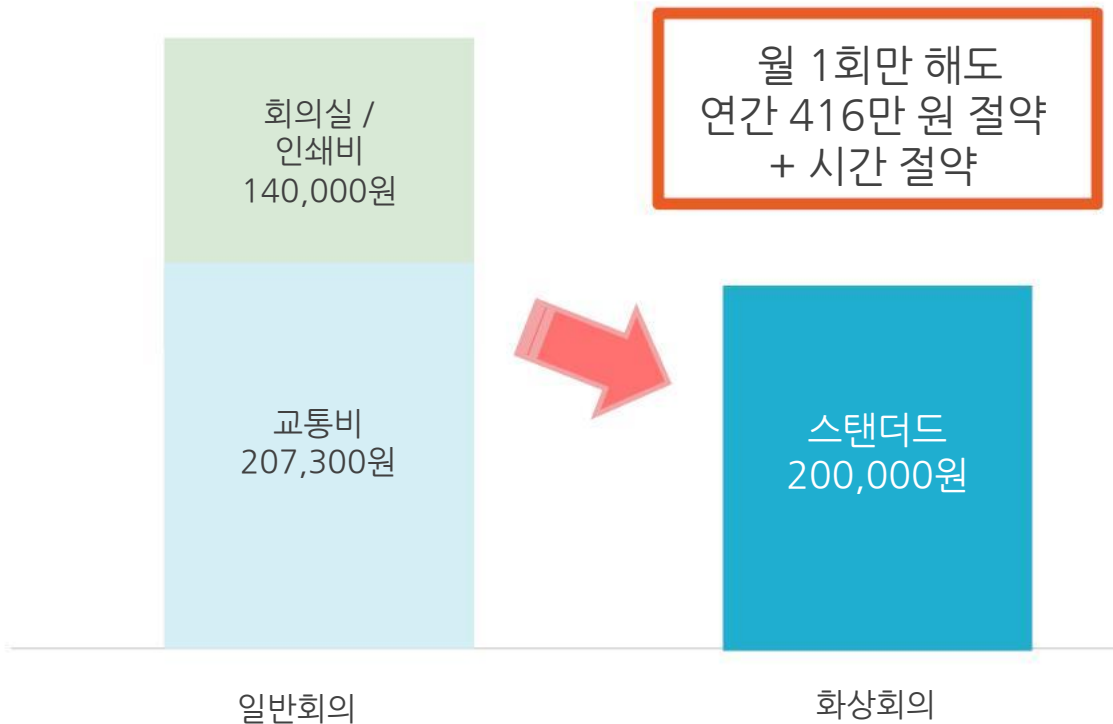 회의실 /
인쇄비
140,000원
교통비
207,300원
일반회의
월 1회만 해도
연간 416만 원 절약
+ 시간 절약
스탠더드
200,000원
화상회의